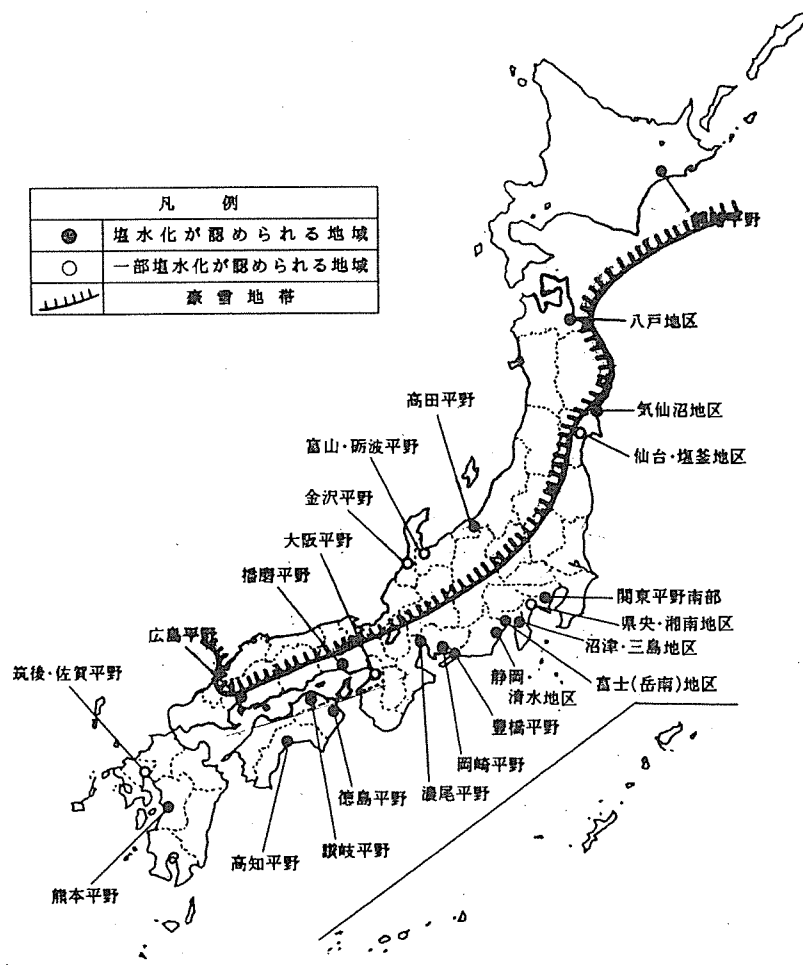 凡 例
塩水化が認められる地域
一部塩水化が認められる地域
豪雪地帯
平野
八戸地区
気仙沼地区
仙台・塩釜地区
高田平野
富山・砺波平野
金沢平野
大阪平野
播磨平野
広島平野
筑後・佐賀平野
関東平野南部
県央・湘南地区
沼津・三島地区
富士(岳南)地区
静岡・
清水地区
豊橋平野
岡崎平野
濃尾平野
徳島平野
讃岐平野
高知平野
熊本平野